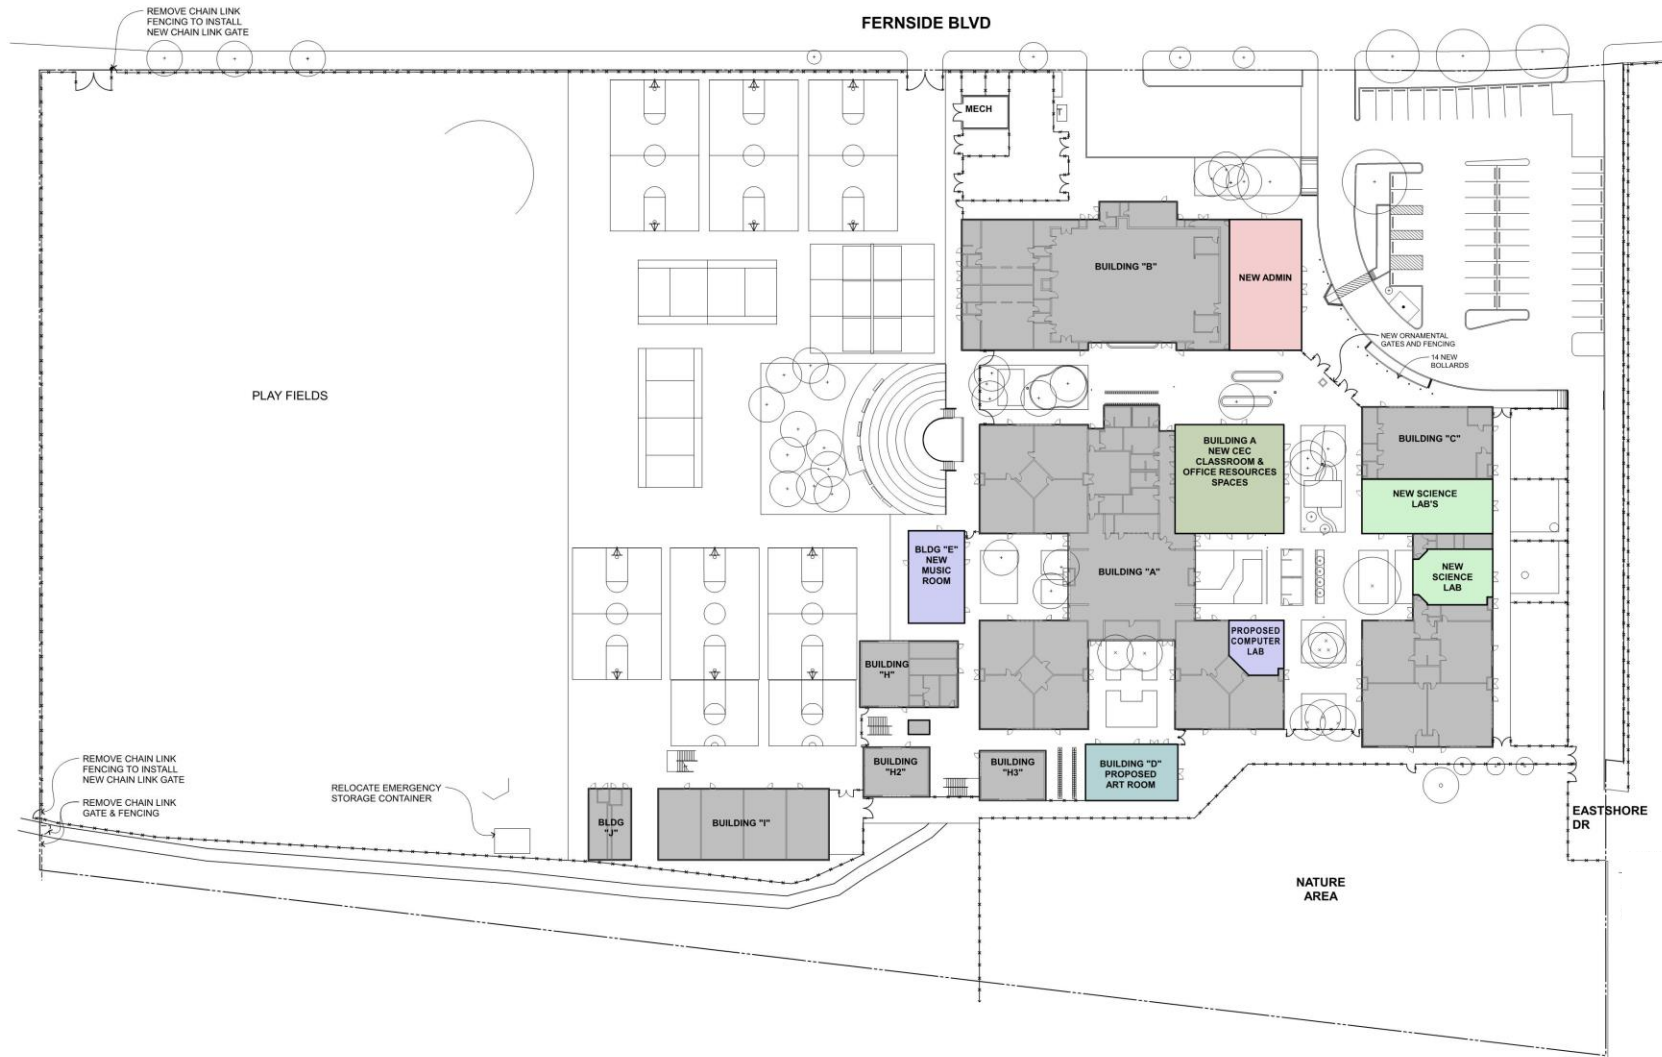 REMOVE CHAIN LINK
FENCING TO INSTALL
NEW CHAIN LINK GATE
FERNSIDE BLVD
MECH
BUILDING "B"
NEW ADMIN
NEW ORNAMENTAL
GATES AND FENCING
14 NEW
BOLLARDS
PLAY FIELDS
BUILDING A
NEW CEC
CLASSROOM &
OFFICE RESOURCES
SPACES
BUILDING "C"
NEW SCIENCE
LAB'S
BLDG "E"
NEW
MUSIC
ROOM
BUILDING "A"
NEW
SCIENCE
LAB
PROPOSED
COMPUTER
LAB
BUILDING
"H"
REMOVE CHAIN LINK
FENCING TO INSTALL
NEW CHAIN LINK GATE
REMOVE CHAIN LINK
GATE & FENCING
RELOCATE EMERGENCY
STORAGE CONTAINER
BLDG
"J"
BUILDING "I"
BUILDING
"H2"
BUILDING
"H3"
BUILDING "D"
PROPOSED
ART ROOM
EASTSHORE
DR
NATURE
AREA